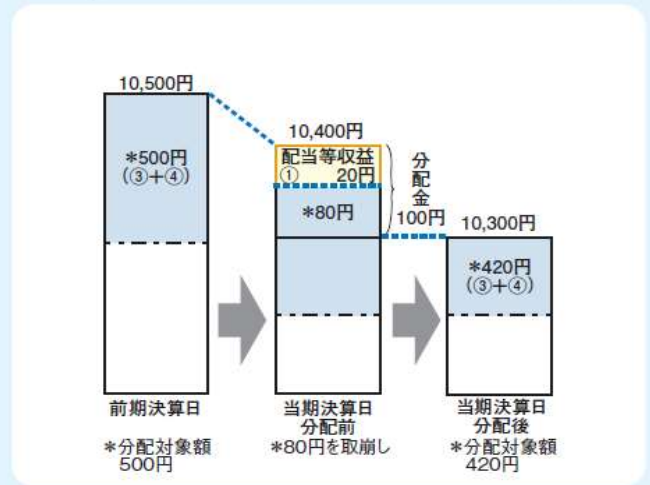 10,500円
*500円
(③+④)
前期決算日
*分配対象額
500円
10,400円
配当等収益
① 20円
*80円
分配金
100円
当期決算日
分配前
*80円を取崩し
10,300円
*420円
(③+④)
当期決算日
分配後
*分配対象額
420円